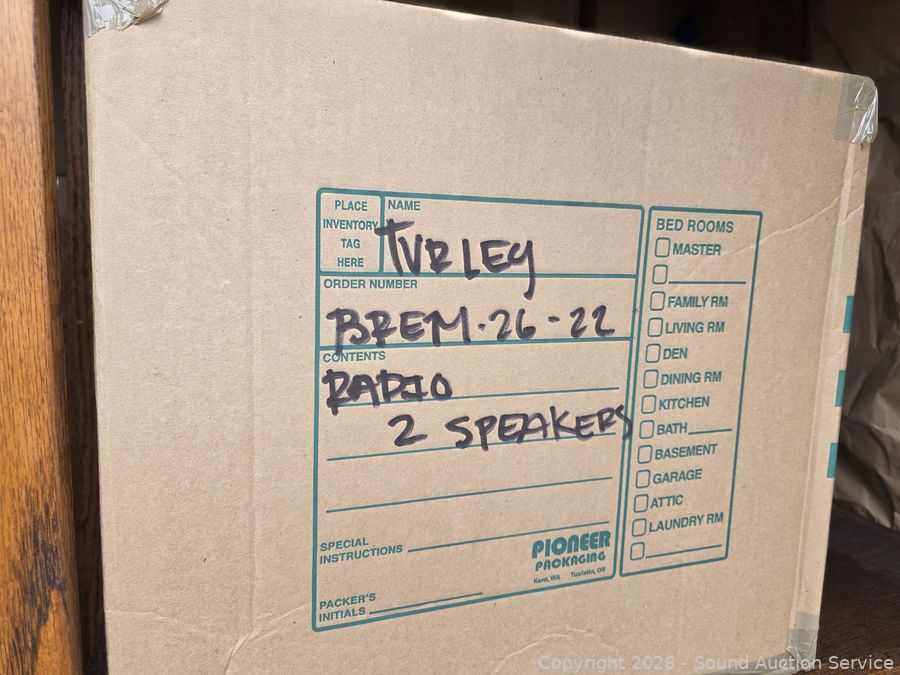 PLACE
INVENTORY
TAG
HERE
NAME
TURLEY
ORDER NUMBER
BREM-26-22
CONTENTS
RADIO
2 SPEAKERS
SPECIAL
INSTRUCTIONS
PACKER'S
INITIALS
PIONEER
PACKAGING
Kent, WA Tualatin, OR
BED ROOMS
MASTER
FAMILY RM
LIVING RM
DEN
DINING RM
KITCHEN
BATH
BASEMENT
GARAGE
ATTIC
LAUNDRY RM
Copyright 2026 - Sound Auction Service